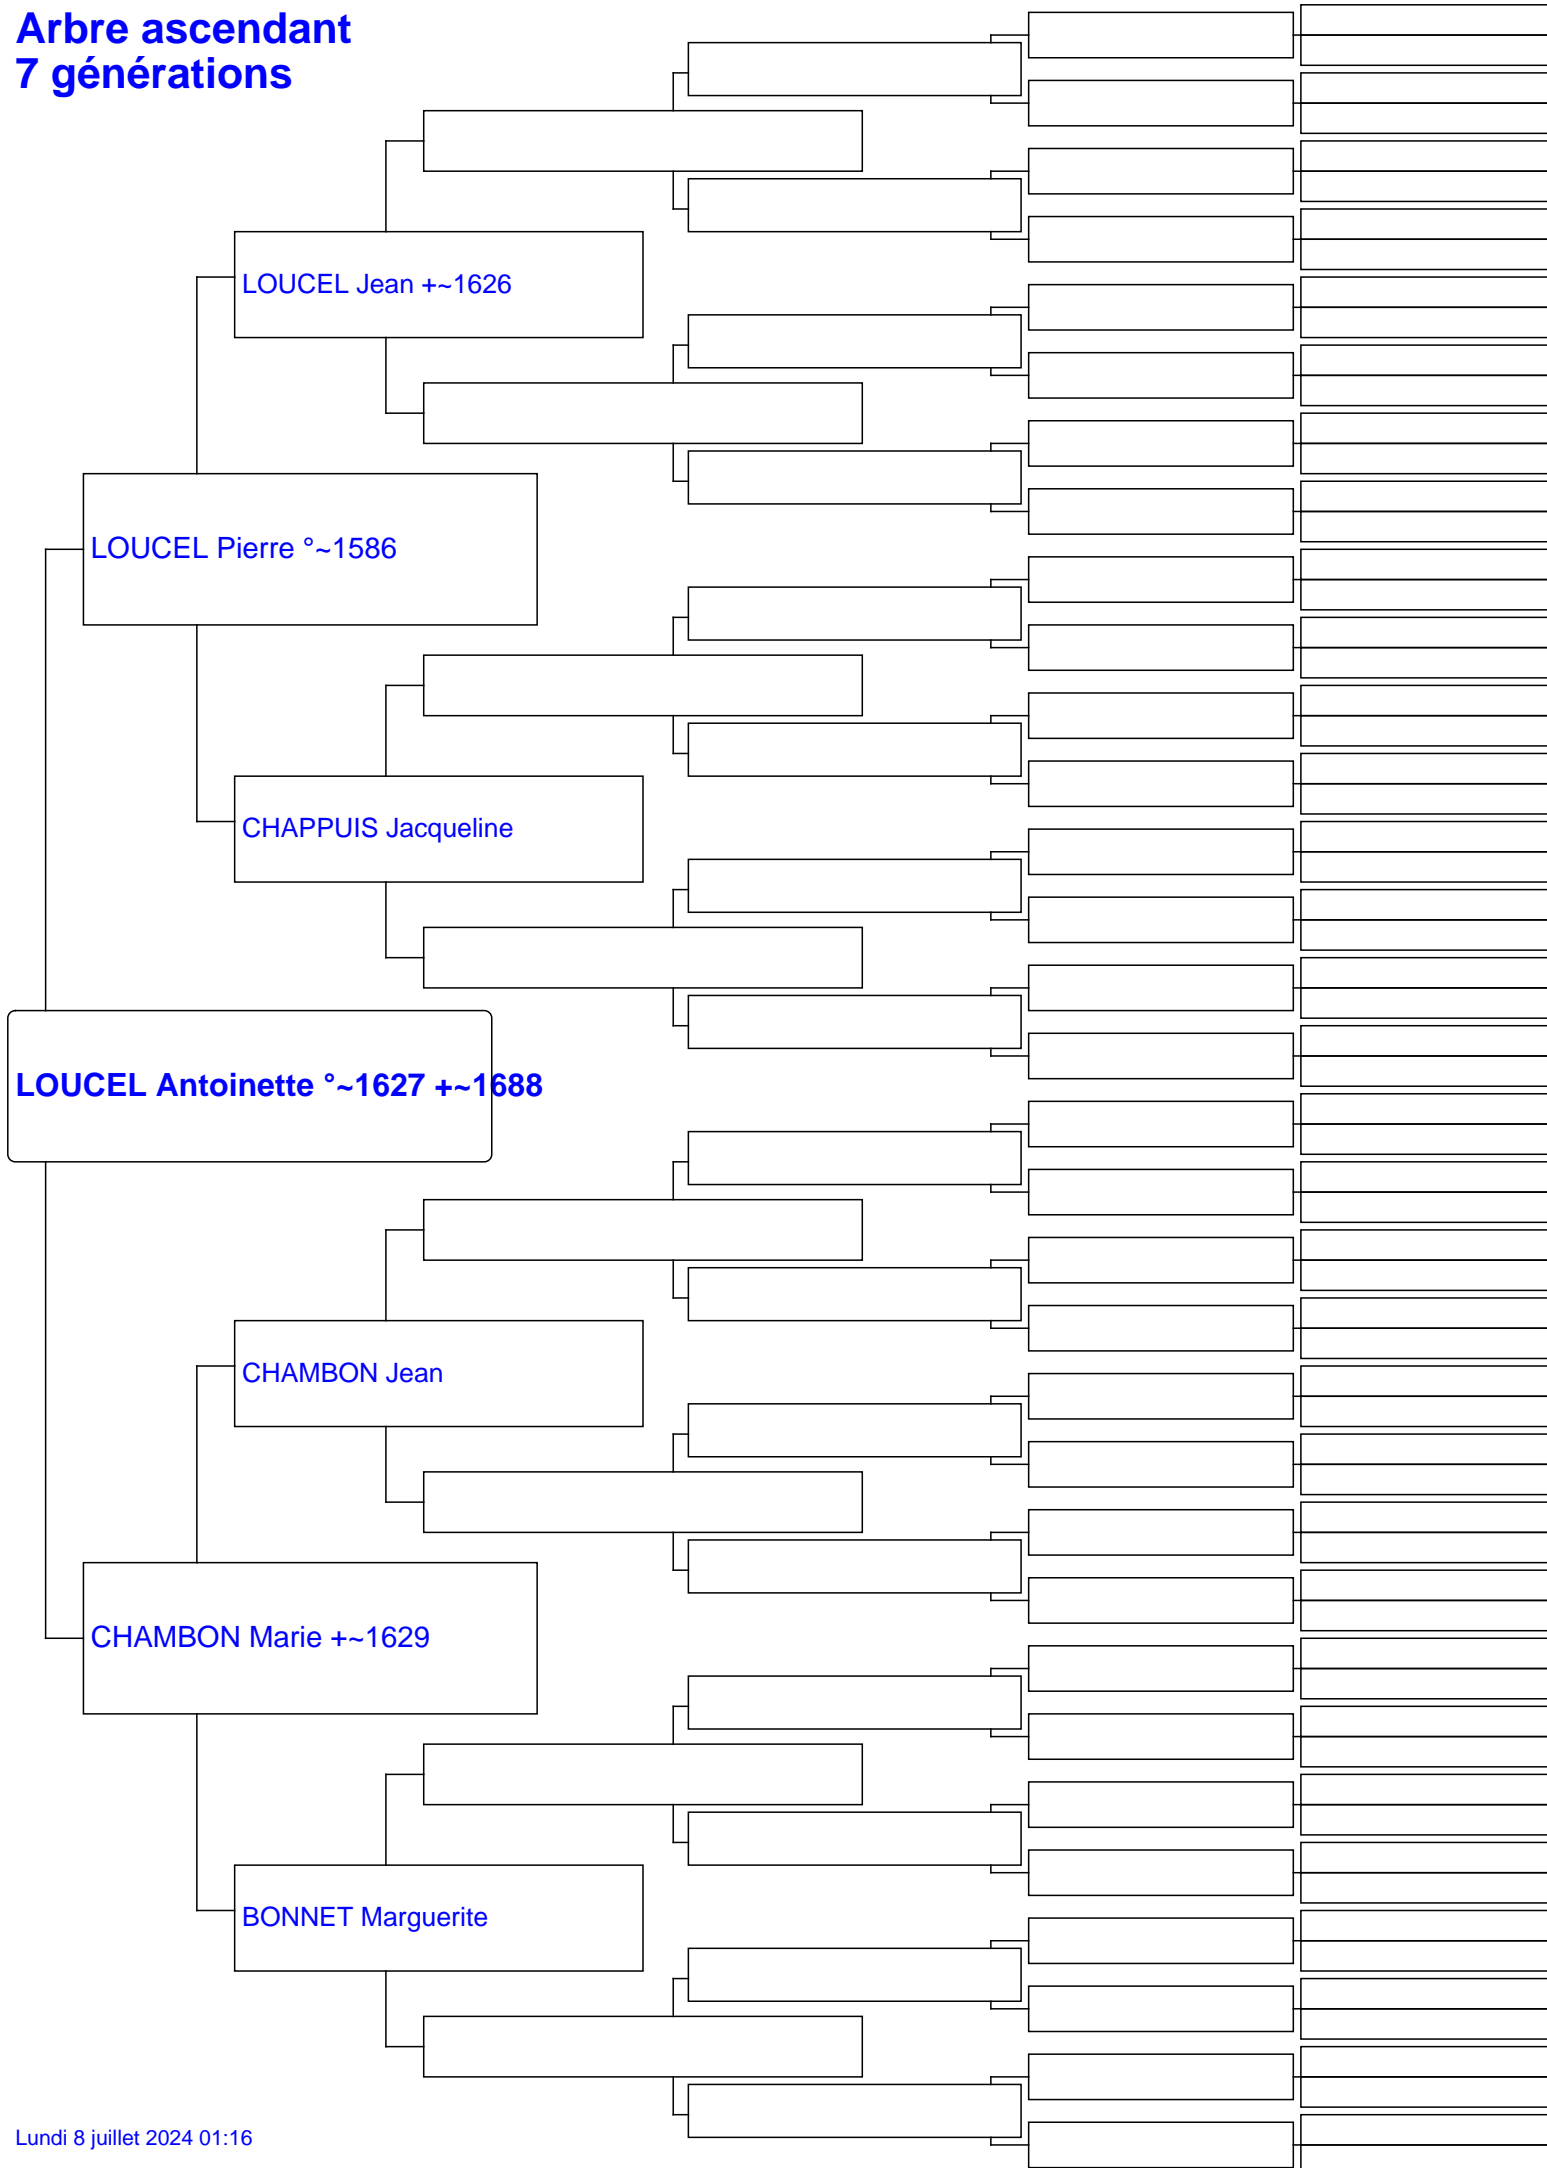 Arbre ascendant
7 générations
LOUCEL Jean +~1626
LOUCEL Pierre °~1586
CHAPPUIS Jacqueline
LOUCEL Antoinette °~1627 +~1688
CHAMBON Jean
CHAMBON Marie +~1629
BONNET Marguerite
Lundi 8 juillet 2024 01:16